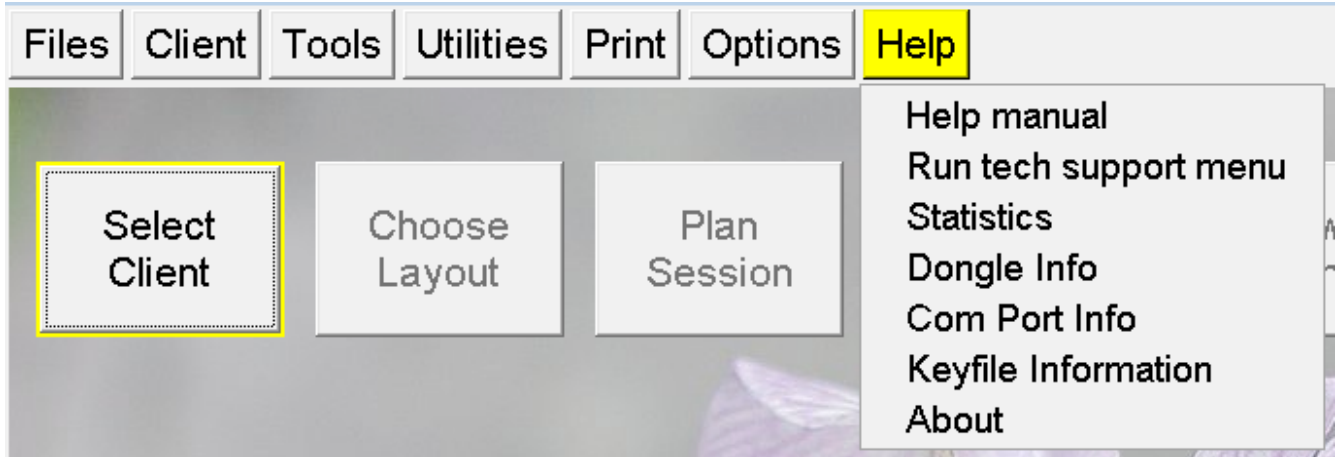 Files Client Tools Utilities Print Options Help
Help manual
Run tech support menu
Statistics
Dongle Info
Com Port Info
Keyfile Information
About
Select
Client
Choose
Layout
Plan
Session